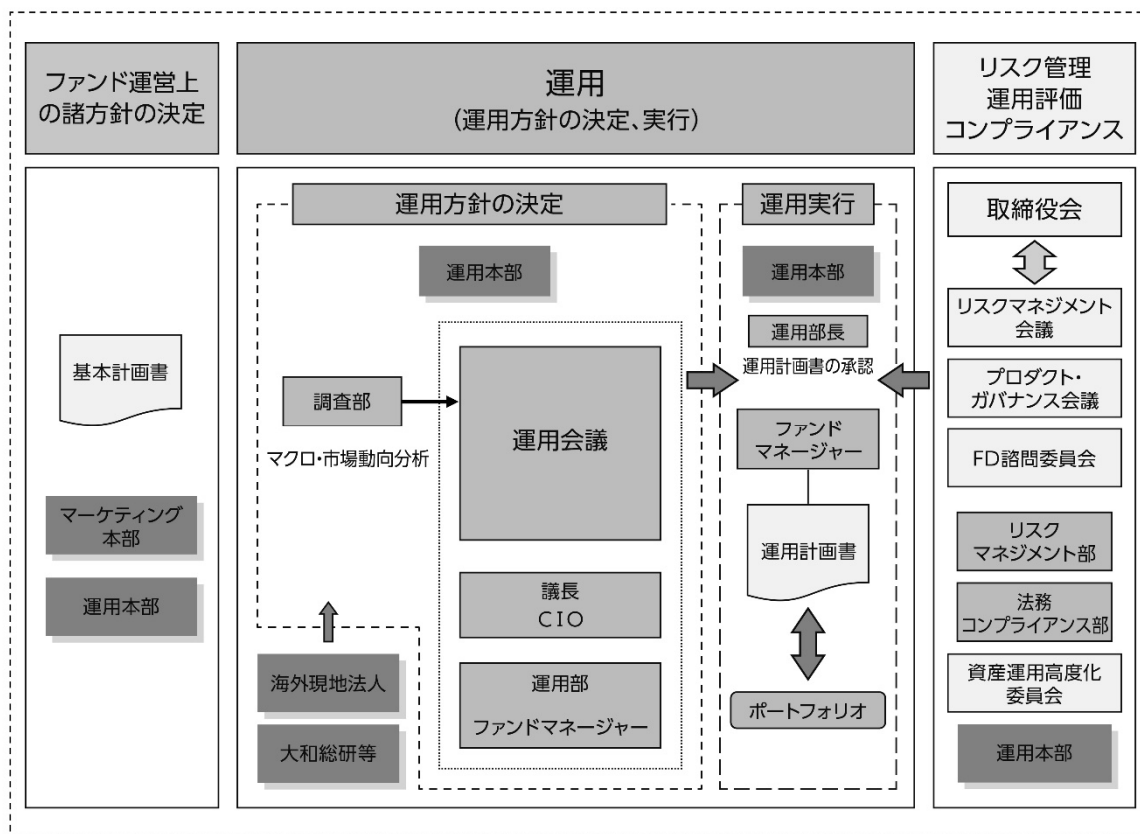 ファンド運営上
の諸方針の決定
基本計画書
マーケティング
本部
運用本部
運用
(運用方針の決定、実行)
運用方針の決定
運用本部
調査部
マクロ・市場動向分析
運用会議
議長
CIO
運用部
ファンドマネージャー
海外現地法人
大和総研等
運用実行
運用本部
運用部長
運用計画書の承認
ファンド
マネージャー
運用計画書
ポートフォリオ
リスク管理
運用評価
コンプライアンス
取締役会
リスクマネジメント
会議
プロダクト・
ガバナンス会議
FD諮問委員会
リスク
マネジメント部
法務
コンプライアンス部
資産運用高度化
委員会
運用本部